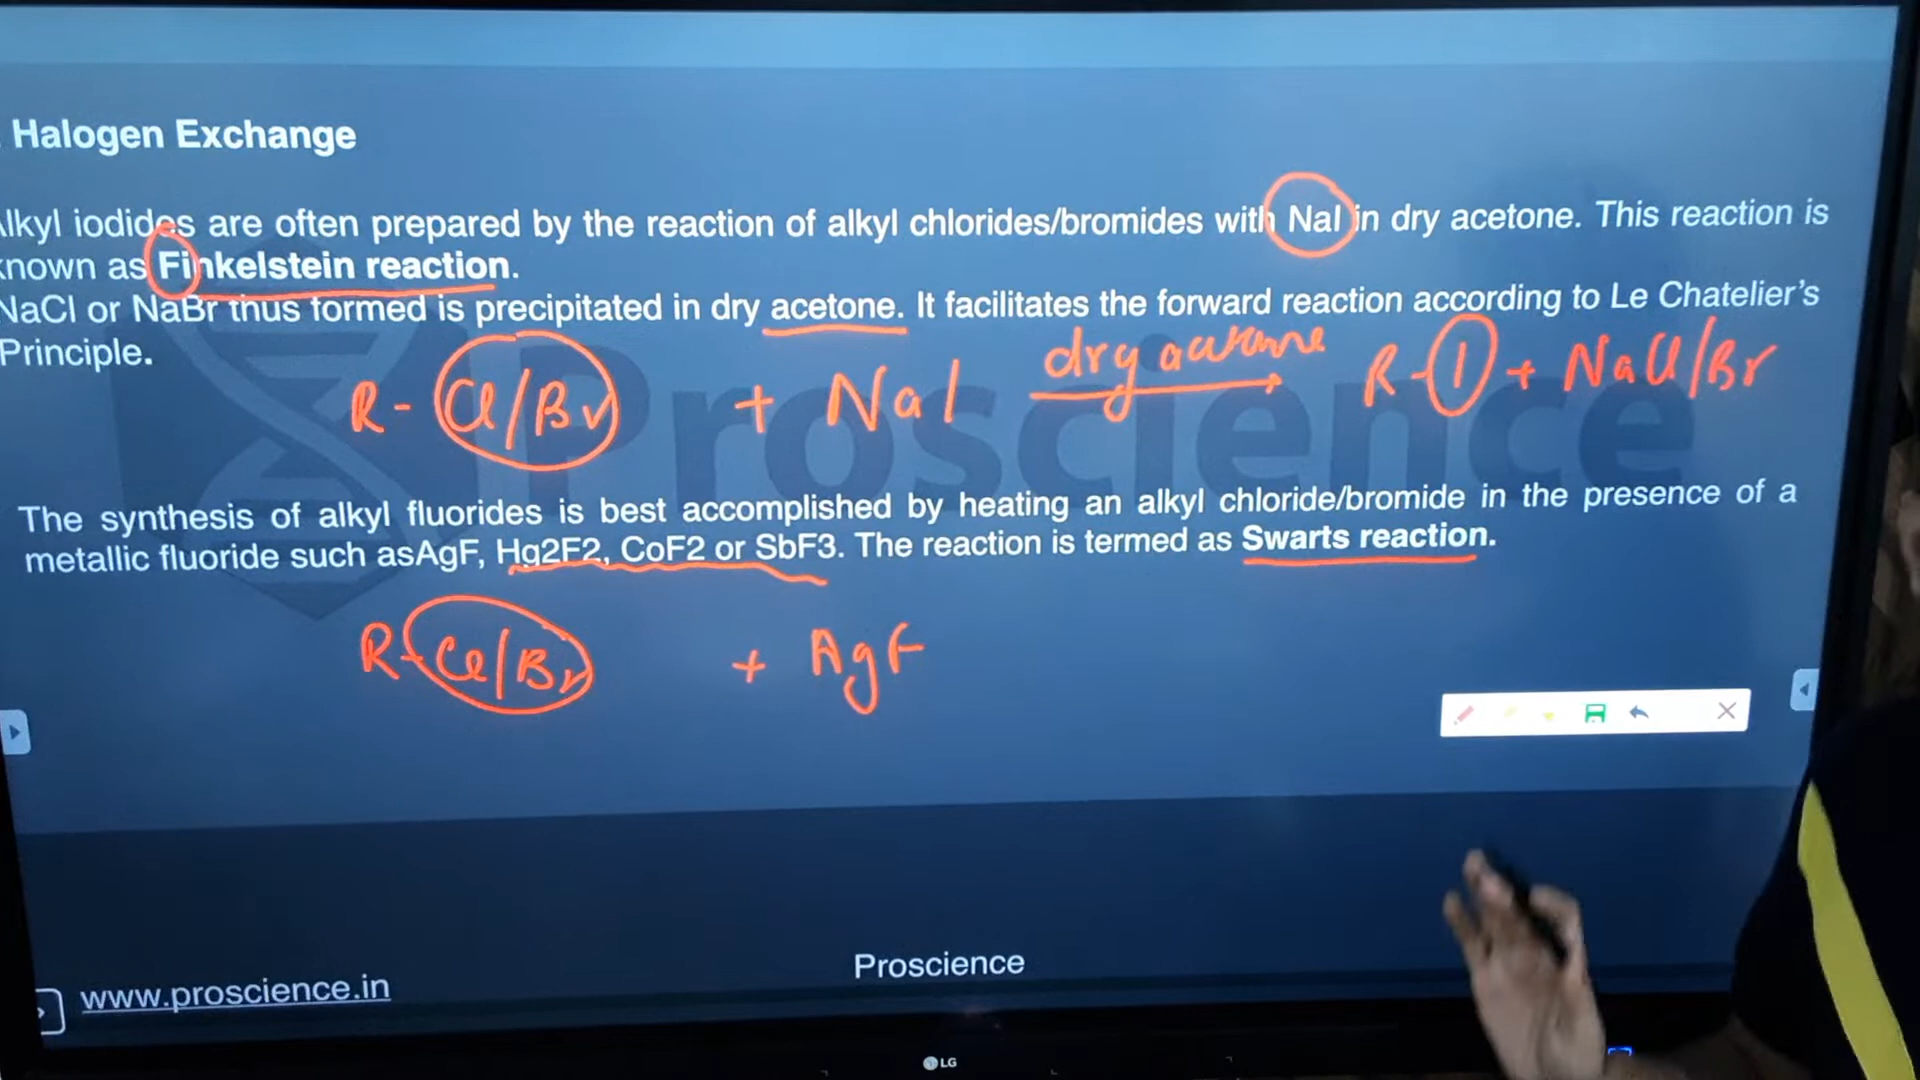 Halogen Exchange
lkyl iodides are often prepared by the reaction of alkyl chlorides/bromides with NaI in dry acetone. This reaction is
known as Finkelstein reaction.
NaCl or NaBr thus formed is precipitated in dry acetone. It facilitates the forward reaction according to Le Chatelier's
Principle.
R-Cl/Br + NaI dry acetone R-I + NaCl/Br
Proscience
The synthesis of alkyl fluorides is best accomplished by heating an alkyl chloride/bromide in the presence of a
metallic fluoride such asAgF, Hg2F2, CoF2 or SbF3. The reaction is termed as Swarts reaction.
R-Cl/Br + AgF
Proscience
www.proscience.in
LG